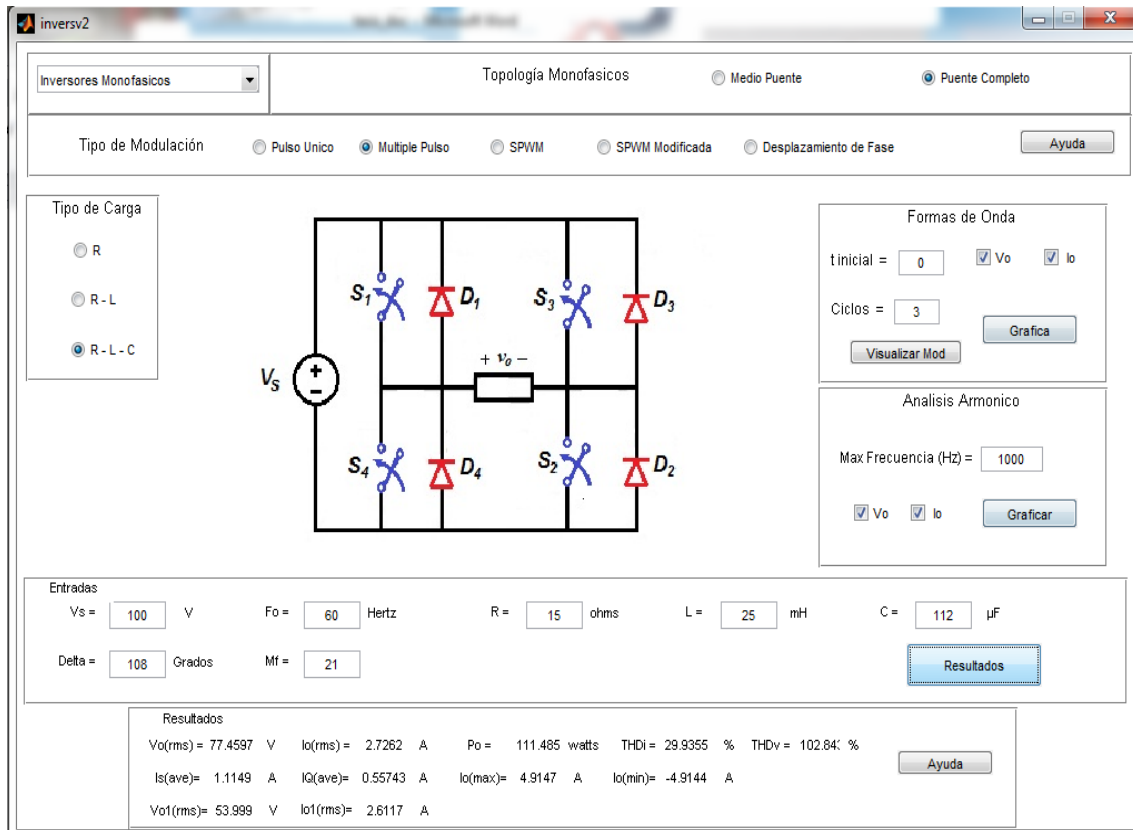 inversv2
Inversores Monofasicos
Topología Monofasicos
Medio Puente
Puente Completo
Tipo de Modulación
Pulso Unico
Multiple Pulso
SPWM
SPWM Modificada
Desplazamiento de Fase
Ayuda
Tipo de Carga
R
R - L
R - L - C
S1
D1
S3
D3
+ vo −
VS
S4
D4
S2
D2
Formas de Onda
t inicial = 0
Vo
Io
Ciclos = 3
Grafica
Visualizar Mod
Analisis Armonico
Max Frecuencia (Hz) = 1000
Vo
Io
Graficar
Entradas
Vs = 100 V
Fo = 60 Hertz
R = 15 ohms
L = 25 mH
C = 112 µF
Delta = 108 Grados
Mf = 21
Resultados
Resultados
Vo(rms) = 77.4597 V
Io(rms) = 2.7262 A
Po = 111.485 watts
THDi = 29.9355 %
THDv = %
Is(ave)= 1.1149 A
IQ(ave)= 0.55743 A
Io(max)= 4.9147 A
Io(min)= -4.9144 A
Vo1(rms)= 53.999 V
Io1(rms)= 2.6117 A
Ayuda